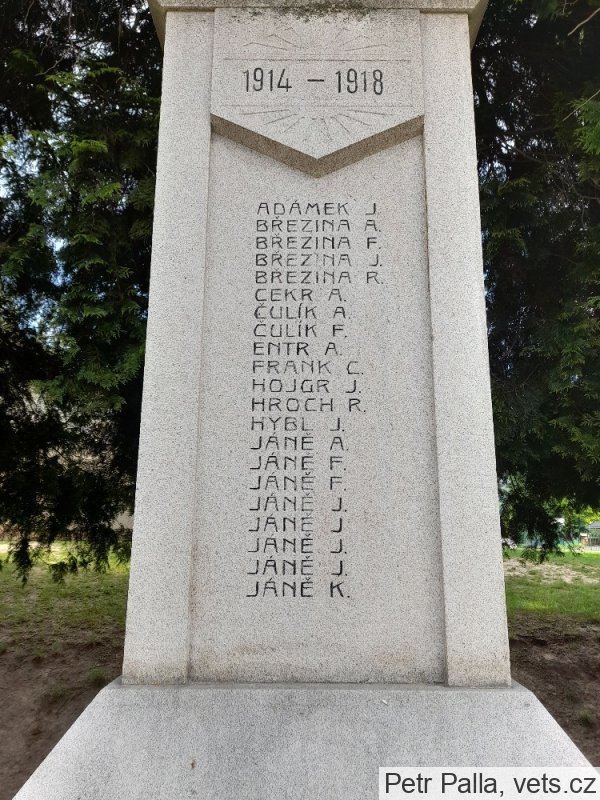 1914 – 1918
ADÁMEK J.
BŘEZINA A.
BŘEZINA F.
BŘEZINA J.
BŘEZINA R.
CEKR A.
ČULÍK A.
ČULÍK F.
ENTR A.
FRANK C.
HOJGR J.
HROCH R.
HYBL J.
JÁNĚ A.
JÁNĚ F.
JÁNĚ F.
JÁNĚ J.
JÁNĚ J.
JÁNĚ J.
JÁNĚ J.
JÁNĚ K.
Petr Palla, vets.cz